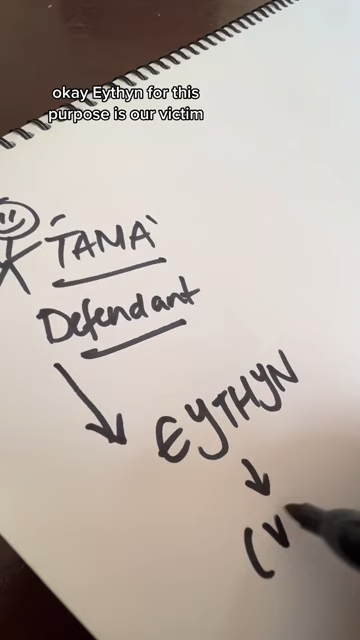 okay Eythyn for this
purpose is our victim
'TAMA'
Defendant
EYTHYN
(V